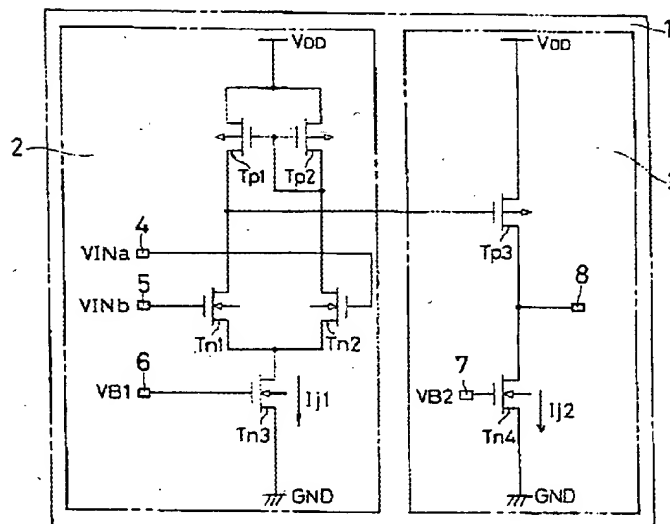 1
VDD
VDD
2
Tp1
Tp2
4
VINa
Tp3
8
5
VINb
Tn1
Tn2
6
7
VB1
Ij1
VB2
Ij2
Tn3
Tn4
GND
GND